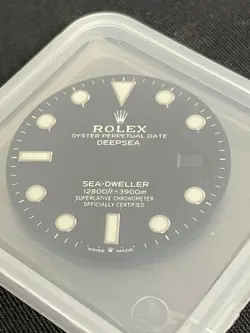 ROLEX
OYSTER PERPETUAL DATE
DEEPSEA
SEA-DWELLER
12800ft=3900m
SUPERLATIVE CHRONOMETER
OFFICIALLY CERTIFIED
SWISS MADE